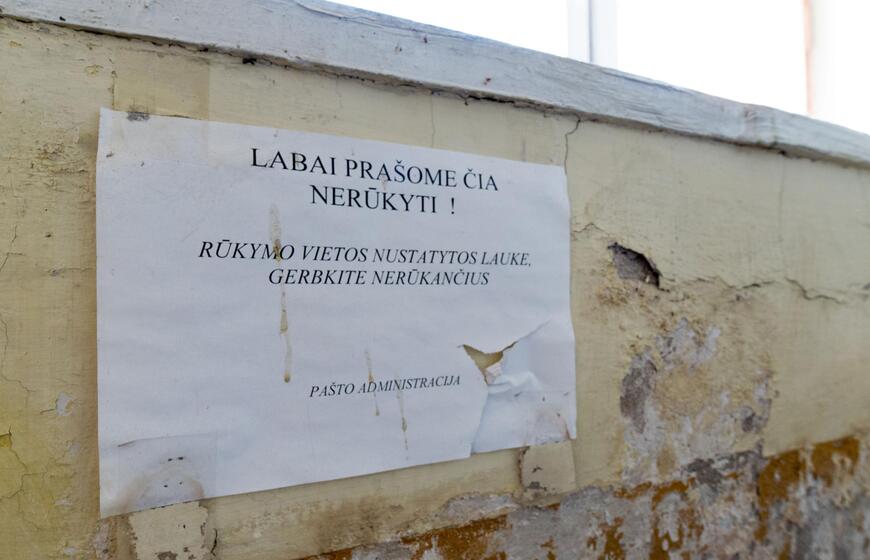 LABAI PRAŠOME ČIA
NERŪKYTI !
RŪKYMO VIETOS NUSTATYTOS LAUKE,
GERBKITE NERŪKANČIUS
PAŠTO ADMINISTRACIJA